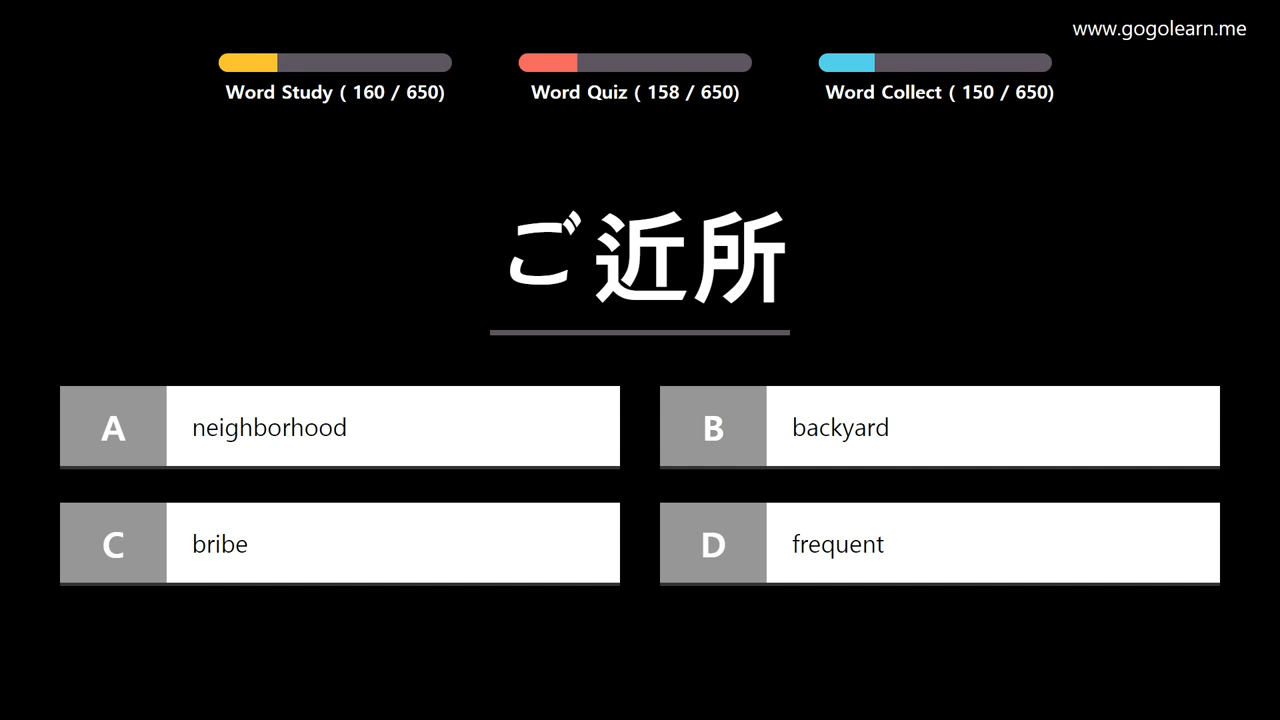 www.gogolearn.me
Word Study ( 160 / 650)
Word Quiz ( 158 / 650)
Word Collect ( 150 / 650)
ご近所
A neighborhood
B backyard
C bribe
D frequent